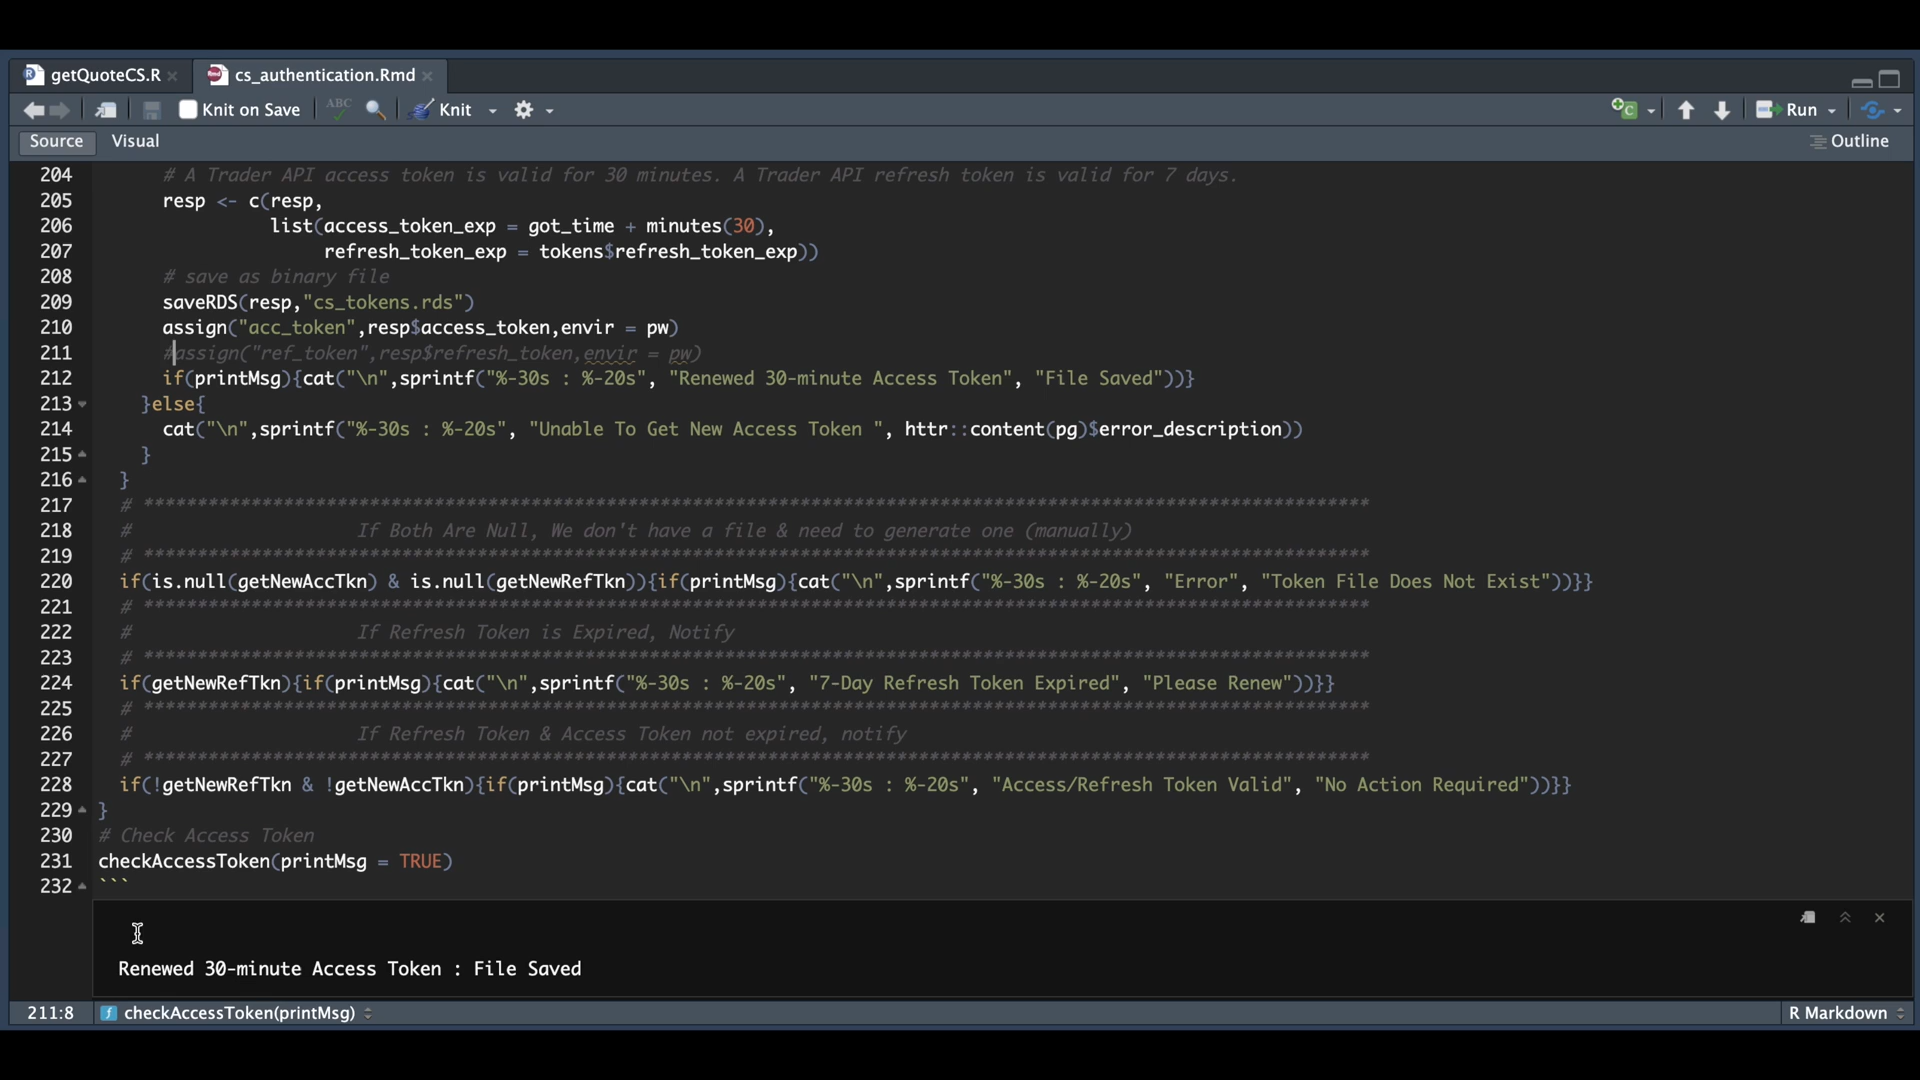 getQuoteCS.R
cs_authentication.Rmd
Knit on Save
ABC
Knit
Run
Source
Visual
Outline
204 # A Trader API access token is valid for 30 minutes. A Trader API refresh token is valid for 7 days.
205 resp <- c(resp,
206 list(access_token_exp = got_time + minutes(30),
207 refresh_token_exp = tokens$refresh_token_exp))
208 # save as binary file
209 saveRDS(resp,"cs_tokens.rds")
210 assign("acc_token",resp$access_token,envir = pw)
211 #assign("ref_token",resp$refresh_token,envir = pw)
212 if(printMsg){cat("\n",sprintf("%-30s : %-20s", "Renewed 30-minute Access Token", "File Saved"))}
213 }else{
214 cat("\n",sprintf("%-30s : %-20s", "Unable To Get New Access Token ", httr::content(pg)$error_description))
215 }
216 }
217 # ******************************************************************************************************************
218 # If Both Are Null, We don't have a file & need to generate one (manually)
219 # ******************************************************************************************************************
220 if(is.null(getNewAccTkn) & is.null(getNewRefTkn)){if(printMsg){cat("\n",sprintf("%-30s : %-20s", "Error", "Token File Does Not Exist"))}}
221 # ******************************************************************************************************************
222 # If Refresh Token is Expired, Notify
223 # ******************************************************************************************************************
224 if(getNewRefTkn){if(printMsg){cat("\n",sprintf("%-30s : %-20s", "7-Day Refresh Token Expired", "Please Renew"))}}
225 # ******************************************************************************************************************
226 # If Refresh Token & Access Token not expired, notify
227 # ******************************************************************************************************************
228 if(!getNewRefTkn & !getNewAccTkn){if(printMsg){cat("\n",sprintf("%-30s : %-20s", "Access/Refresh Token Valid", "No Action Required"))}}
229 }
230 # Check Access Token
231 checkAccessToken(printMsg = TRUE)
232 ```
Renewed 30-minute Access Token : File Saved
211:8
checkAccessToken(printMsg)
R Markdown